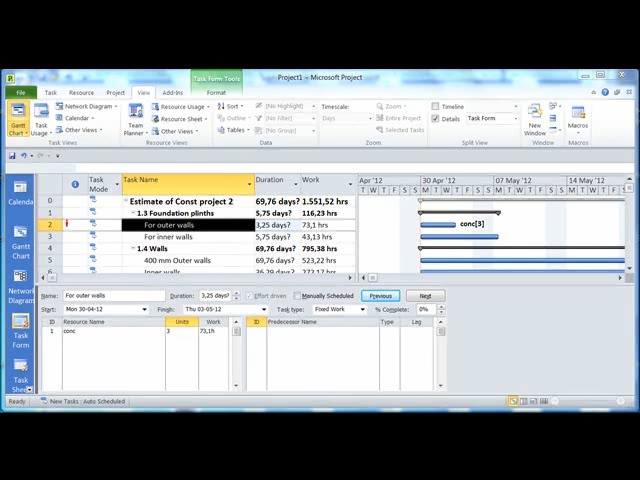 Task Form Tools
Project1 - Microsoft Project
File Task Resource Project View Add-Ins Format
Gantt Chart Task Usage Network Diagram Calendar Other Views
Task Views
Team Planner Resource Usage Resource Sheet Other Views
Resource Views
Sort Outline Tables [No Highlight] [No Filter] [No Group]
Data
Timescale: Days Zoom Entire Project Selected Tasks
Zoom
Timeline Details Task Form
Split View
New Window
Window
Macros
Macros
Task Mode Task Name Duration Work Apr '12 30 Apr '12 07 May '12 14 May '12
T W T F S S M T W T F S S M T W T F S S M T W T F S
0 Estimate of Const project 2 69,76 days? 1.551,52 hrs
1 1.3 Foundation plinths 5,75 days? 116,23 hrs
2 For outer walls 3,25 days? 73,1 hrs conc[3]
3 For inner walls 5,75 days? 43,13 hrs
4 1.4 Walls 69,76 days? 795,38 hrs
5 400 mm Outer walls 69,76 days? 523,22 hrs
Inner walls 36,29 days? 272,17 hrs
Calendar
Gantt Chart
Network Diagram
Task Form
Task Sheet
Name: For outer walls Duration: 3,25 days? Effort driven Manually Scheduled Previous Next
Start: Mon 30-04-12 Finish: Thu 03-05-12 Task type: Fixed Work % Complete: 0%
ID Resource Name Units Work ID Predecessor Name Type Lag
1 conc 3 73,1h
Ready New Tasks : Auto Scheduled